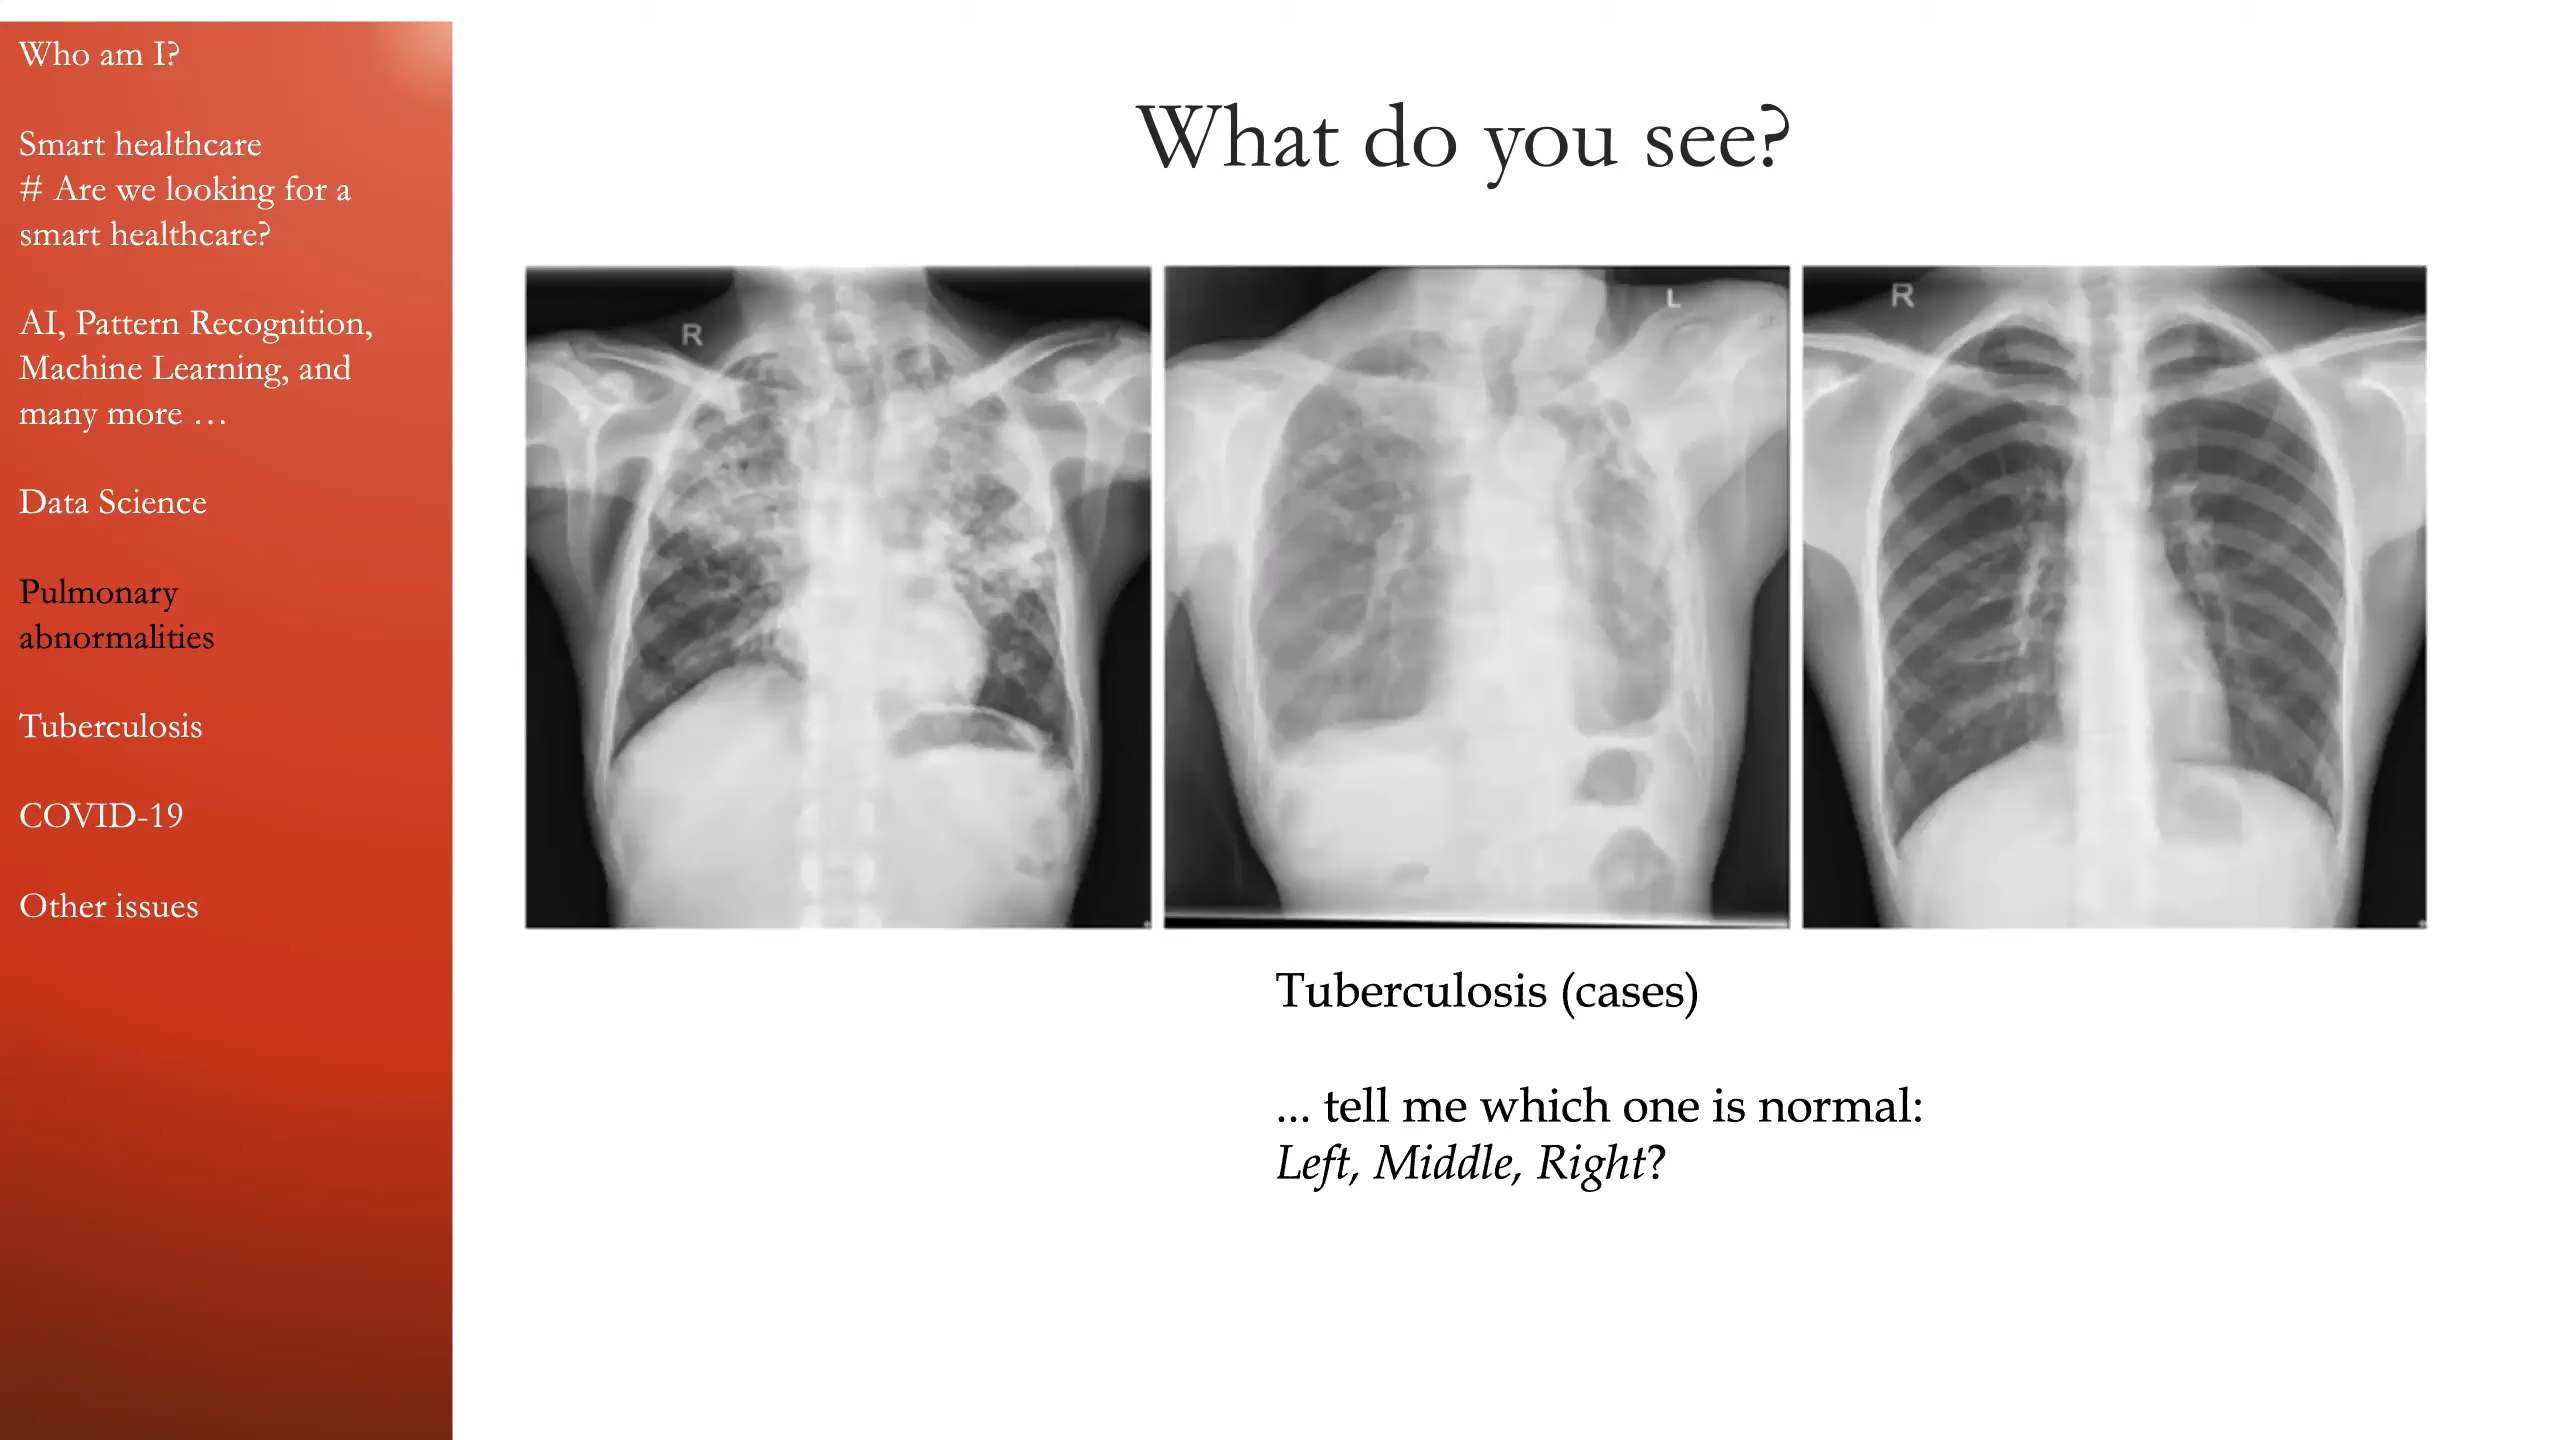 Who am I?
Smart healthcare
# Are we looking for a
smart healthcare?
AI, Pattern Recognition,
Machine Learning, and
many more …
Data Science
Pulmonary
abnormalities
Tuberculosis
COVID-19
Other issues
What do you see?
R
L
R
Tuberculosis (cases)
... tell me which one is normal:
Left, Middle, Right?